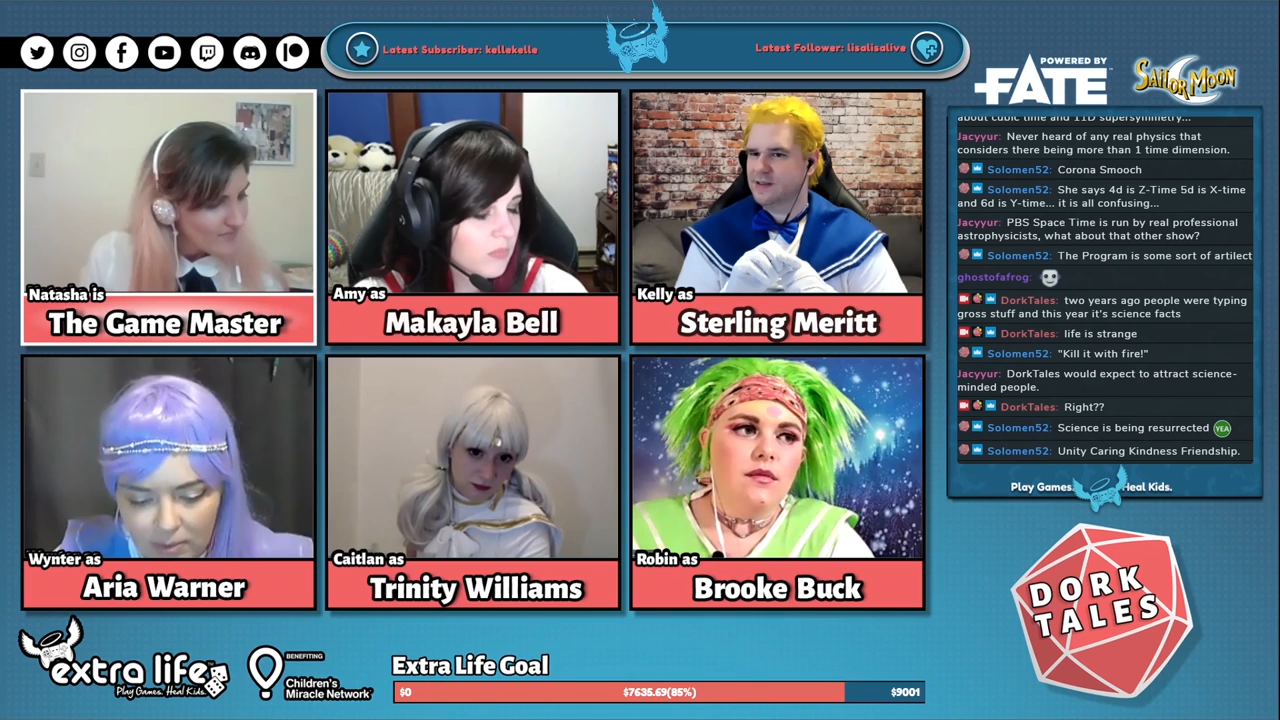 Latest Subscriber: kellekelle
Latest Follower: lisalisalive
POWERED BY
FATE™
SAILOR MOON
Natasha is
The Game Master
Amy as
Makayla Bell
Kelly as
Sterling Meritt
Wynter as
Aria Warner
Caitlan as
Trinity Williams
Robin as
Brooke Buck
about cubic time and 11D supersymmetry...
Jacyyur: Never heard of any real physics that
considers there being more than 1 time dimension.
Solomen52: Corona Smooch
Solomen52: She says 4d is Z-Time 5d is X-time
and 6d is Y-time... it is all confusing...
Jacyyur: PBS Space Time is run by real professional
astrophysicists, what about that other show?
Solomen52: The Program is some sort of artilect
ghostofafrog:
DorkTales: two years ago people were typing
gross stuff and this year it's science facts
DorkTales: life is strange
Solomen52: "Kill it with fire!"
Jacyyur: DorkTales would expect to attract science-
minded people.
DorkTales: Right??
Solomen52: Science is being resurrected YEA
Solomen52: Unity Caring Kindness Friendship.
Play Games. Heal Kids.
DORK
TALES
extra life
Play Games. Heal Kids.
BENEFITING
Children's
Miracle Network
Extra Life Goal
$0 $7635.69(85%) $9001